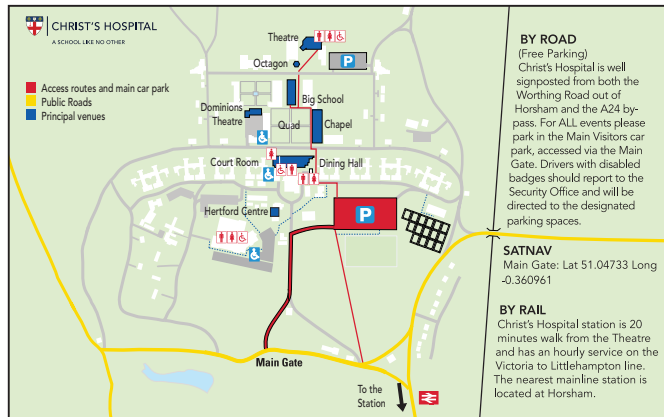 CHRIST'S HOSPITAL
A SCHOOL LIKE NO OTHER
Access routes and main car park
Public Roads
Principal venues
Theatre
P
Octagon
Big School
Dominions
Theatre
Quad
Chapel
Court Room
Dining Hall
Hertford Centre
P
Main Gate
To the
Station
BY ROAD
(Free Parking)
Christ's Hospital is well
signposted from both the
Worthing Road out of
Horsham and the A24 by-
pass. For ALL events please
park in the Main Visitors car
park, accessed via the Main
Gate. Drivers with disabled
badges should report to the
Security Office and will be
directed to the designated
parking spaces.
SATNAV
Main Gate: Lat 51.04733 Long
-0.360961
BY RAIL
Christ's Hospital station is 20
minutes walk from the Theatre
and has an hourly service on the
Victoria to Littlehampton line.
The nearest mainline station is
located at Horsham.